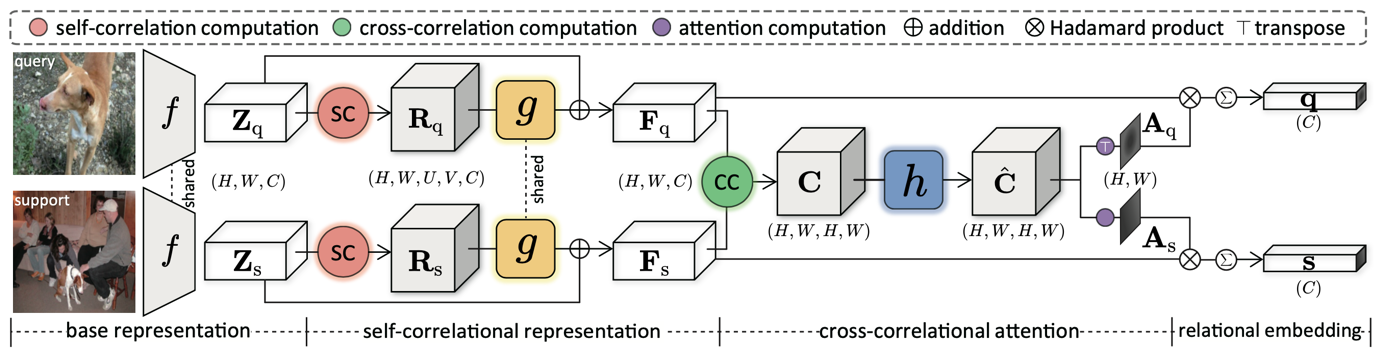 self-correlation computation cross-correlation computation attention computation ⊕ addition ⊗ Hadamard product ⊤ transpose
query
f
Z_q
(H, W, C)
SC
R_q
(H, W, U, V, C)
g
F_q
(H, W, C)
shared
shared
support
f
Z_s
SC
R_s
g
F_s
CC
C
(H, W, H, W)
h
Ĉ
(H, W, H, W)
⊤
A_q
(H, W)
A_s
Σ
q
(C)
Σ
s
(C)
base representation self-correlational representation cross-correlational attention relational embedding